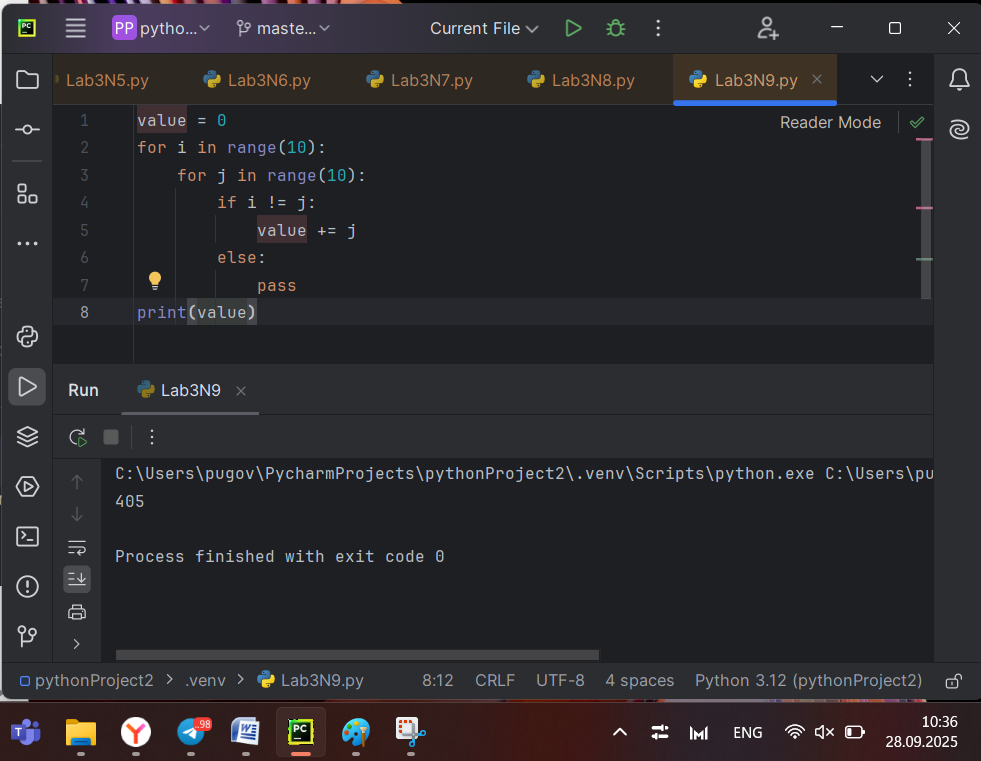 PC PP pytho... maste... Current File
Lab3N5.py Lab3N6.py Lab3N7.py Lab3N8.py Lab3N9.py
Reader Mode
1 value = 0
2 for i in range(10):
3     for j in range(10):
4         if i != j:
5             value += j
6         else:
7             pass
8 print(value)
Run Lab3N9
C:\Users\pugov\PycharmProjects\pythonProject2\.venv\Scripts\python.exe C:\Users\pu
405
Process finished with exit code 0
pythonProject2 > .venv > Lab3N9.py 8:12 CRLF UTF-8 4 spaces Python 3.12 (pythonProject2)
ENG 10:36
28.09.2025